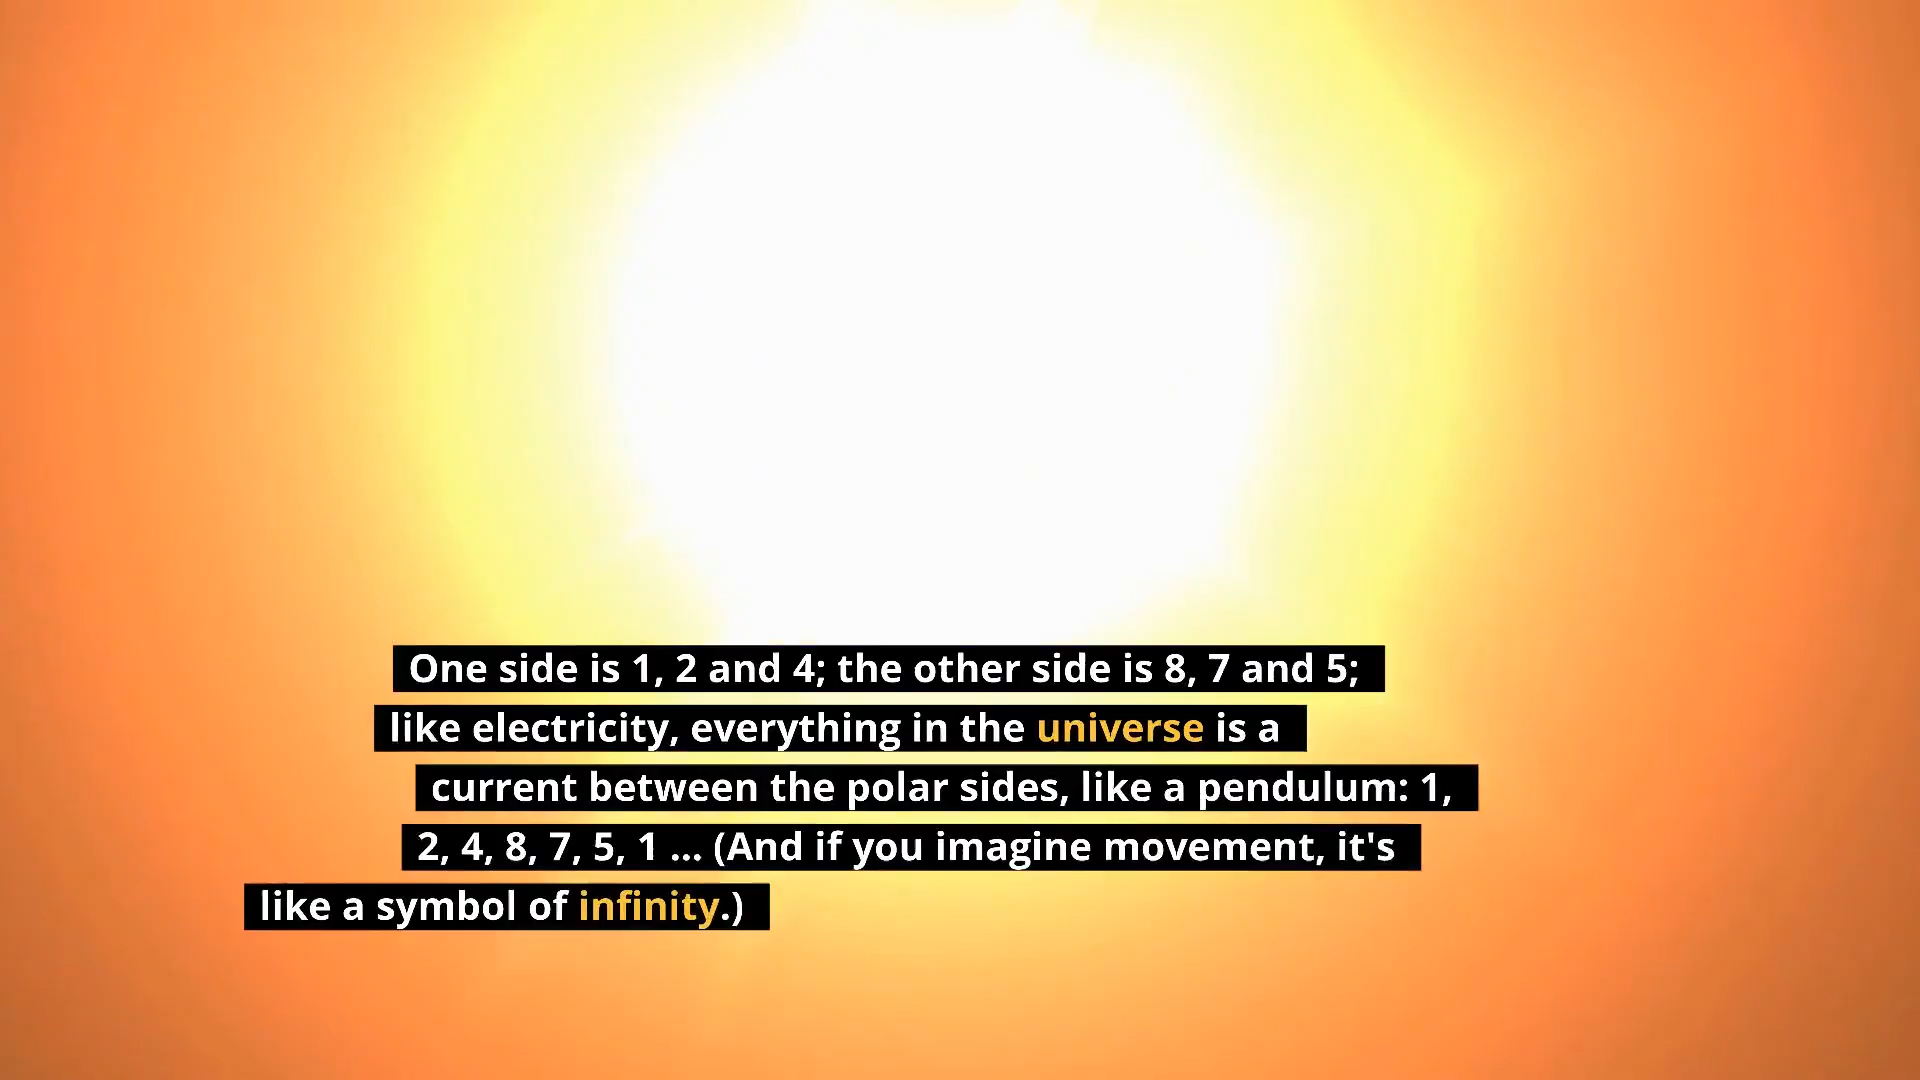 One side is 1, 2 and 4; the other side is 8, 7 and 5;
like electricity, everything in the universe is a
current between the polar sides, like a pendulum: 1,
2, 4, 8, 7, 5, 1 ... (And if you imagine movement, it's
like a symbol of infinity.)